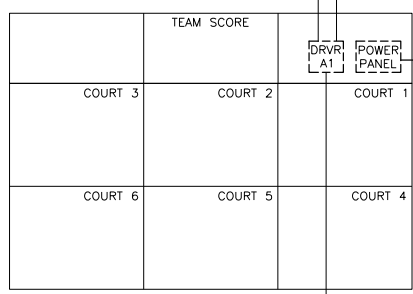 TEAM SCORE
DRVR
A1
POWER
PANEL
COURT 3
COURT 2
COURT 1
COURT 6
COURT 5
COURT 4